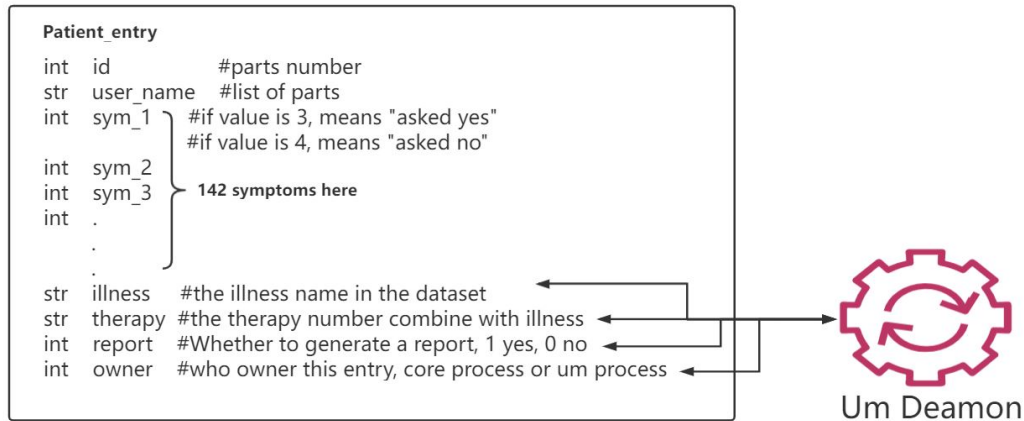 Patient_entry
int id #parts number
str user_name #list of parts
int sym_1 #if value is 3, means "asked yes"
#if value is 4, means "asked no"
int sym_2
int sym_3
142 symptoms here
int .
.
.
str illness #the illness name in the dataset
str therapy #the therapy number combine with illness
int report #Whether to generate a report, 1 yes, 0 no
int owner #who owner this entry, core process or um process
Um Deamon